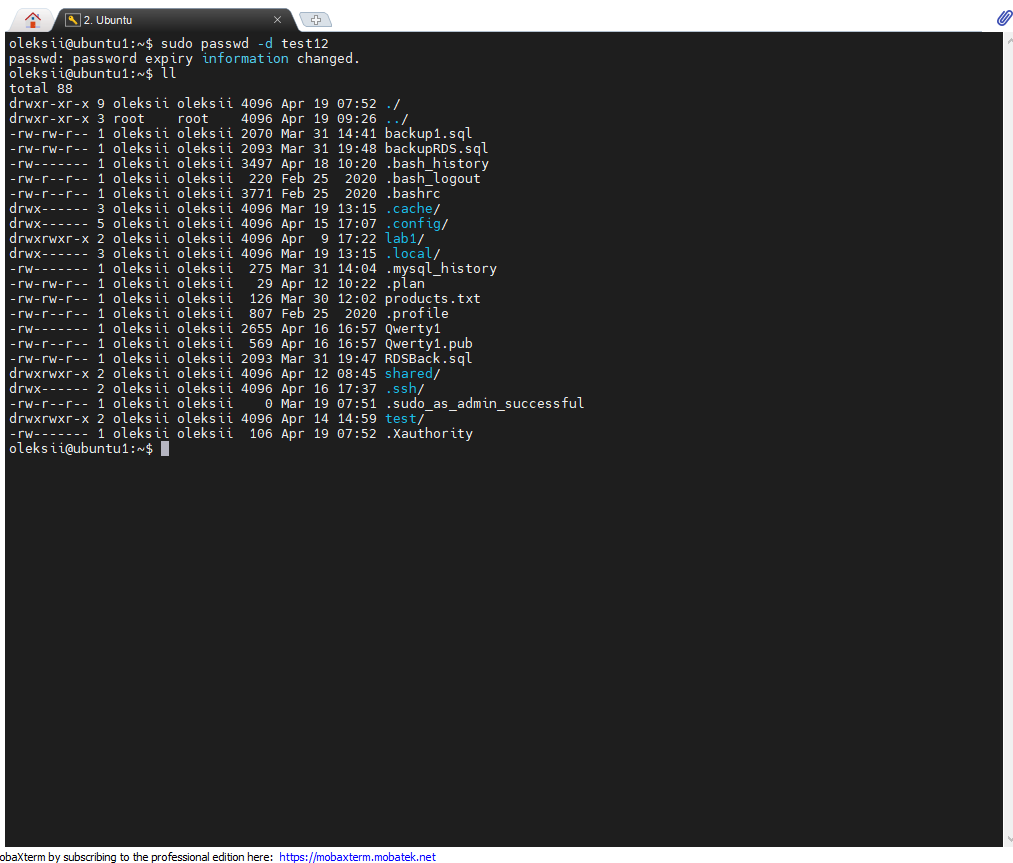 2. Ubuntu
oleksii@ubuntu1:~$ sudo passwd -d test12
passwd: password expiry information changed.
oleksii@ubuntu1:~$ ll
total 88
drwxr-xr-x 9 oleksii oleksii 4096 Apr 19 07:52 ./
drwxr-xr-x 3 root    root    4096 Apr 19 09:26 ../
-rw-rw-r-- 1 oleksii oleksii 2070 Mar 31 14:41 backup1.sql
-rw-rw-r-- 1 oleksii oleksii 2093 Mar 31 19:48 backupRDS.sql
-rw------- 1 oleksii oleksii 3497 Apr 18 10:20 .bash_history
-rw-r--r-- 1 oleksii oleksii  220 Feb 25  2020 .bash_logout
-rw-r--r-- 1 oleksii oleksii 3771 Feb 25  2020 .bashrc
drwx------ 3 oleksii oleksii 4096 Mar 19 13:15 .cache/
drwx------ 5 oleksii oleksii 4096 Apr 15 17:07 .config/
drwxrwxr-x 2 oleksii oleksii 4096 Apr  9 17:22 lab1/
drwx------ 3 oleksii oleksii 4096 Mar 19 13:15 .local/
-rw------- 1 oleksii oleksii  275 Mar 31 14:04 .mysql_history
-rw-rw-r-- 1 oleksii oleksii   29 Apr 12 10:22 .plan
-rw-rw-r-- 1 oleksii oleksii  126 Mar 30 12:02 products.txt
-rw-r--r-- 1 oleksii oleksii  807 Feb 25  2020 .profile
-rw------- 1 oleksii oleksii 2655 Apr 16 16:57 Qwerty1
-rw-r--r-- 1 oleksii oleksii  569 Apr 16 16:57 Qwerty1.pub
-rw-rw-r-- 1 oleksii oleksii 2093 Mar 31 19:47 RDSBack.sql
drwxrwxr-x 2 oleksii oleksii 4096 Apr 12 08:45 shared/
drwx------ 2 oleksii oleksii 4096 Apr 16 17:37 .ssh/
-rw-r--r-- 1 oleksii oleksii    0 Mar 19 07:51 .sudo_as_admin_successful
drwxrwxr-x 2 oleksii oleksii 4096 Apr 14 14:59 test/
-rw------- 1 oleksii oleksii  106 Apr 19 07:52 .Xauthority
oleksii@ubuntu1:~$
obaXterm by subscribing to the professional edition here: https://mobaxterm.mobatek.net